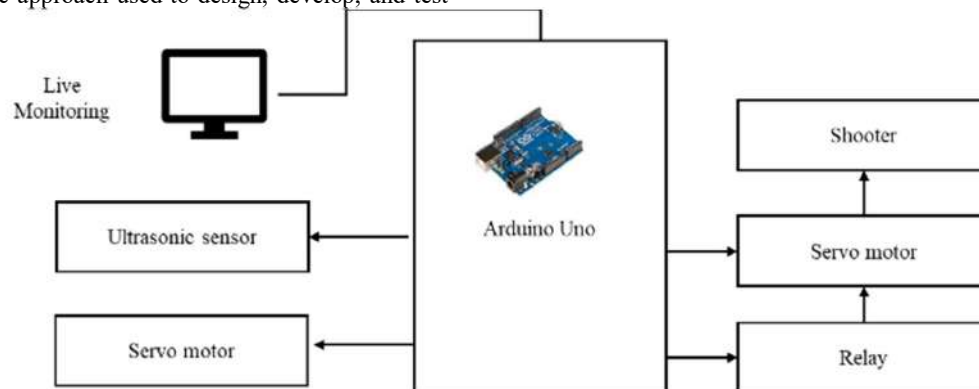 approach used to design, develop, and test
Live
Monitoring
Ultrasonic sensor
Servo motor
Arduino Uno
Shooter
Servo motor
Relay